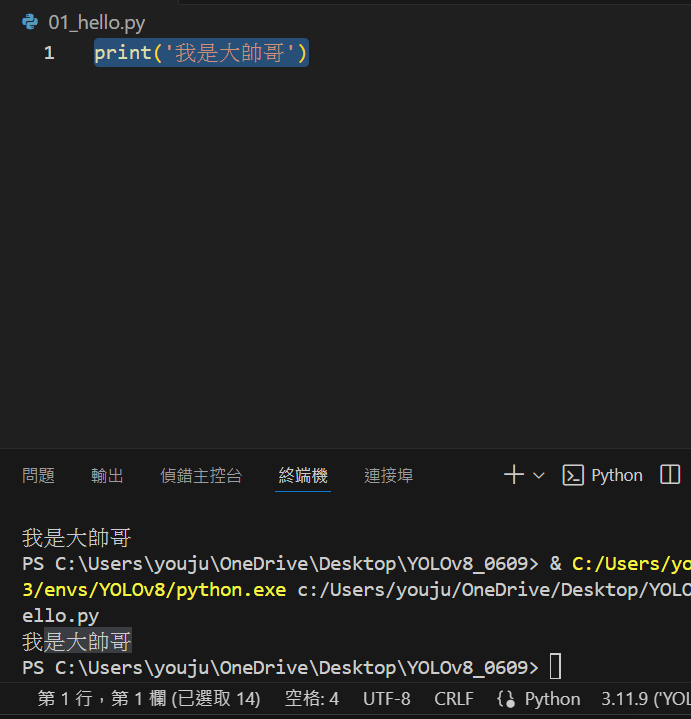 01_hello.py
1 print('我是大帥哥')
問題 輸出 偵錯主控台 終端機 連接埠 Python
我是大帥哥
PS C:\Users\youju\OneDrive\Desktop\YOLOv8_0609> & C:/Users/yo
3/envs/YOLOv8/python.exe c:/Users/youju/OneDrive/Desktop/YOLO
ello.py
我是大帥哥
PS C:\Users\youju\OneDrive\Desktop\YOLOv8_0609>
第 1 行，第 1 欄 (已選取 14) 空格: 4 UTF-8 CRLF Python 3.11.9 ('YOL